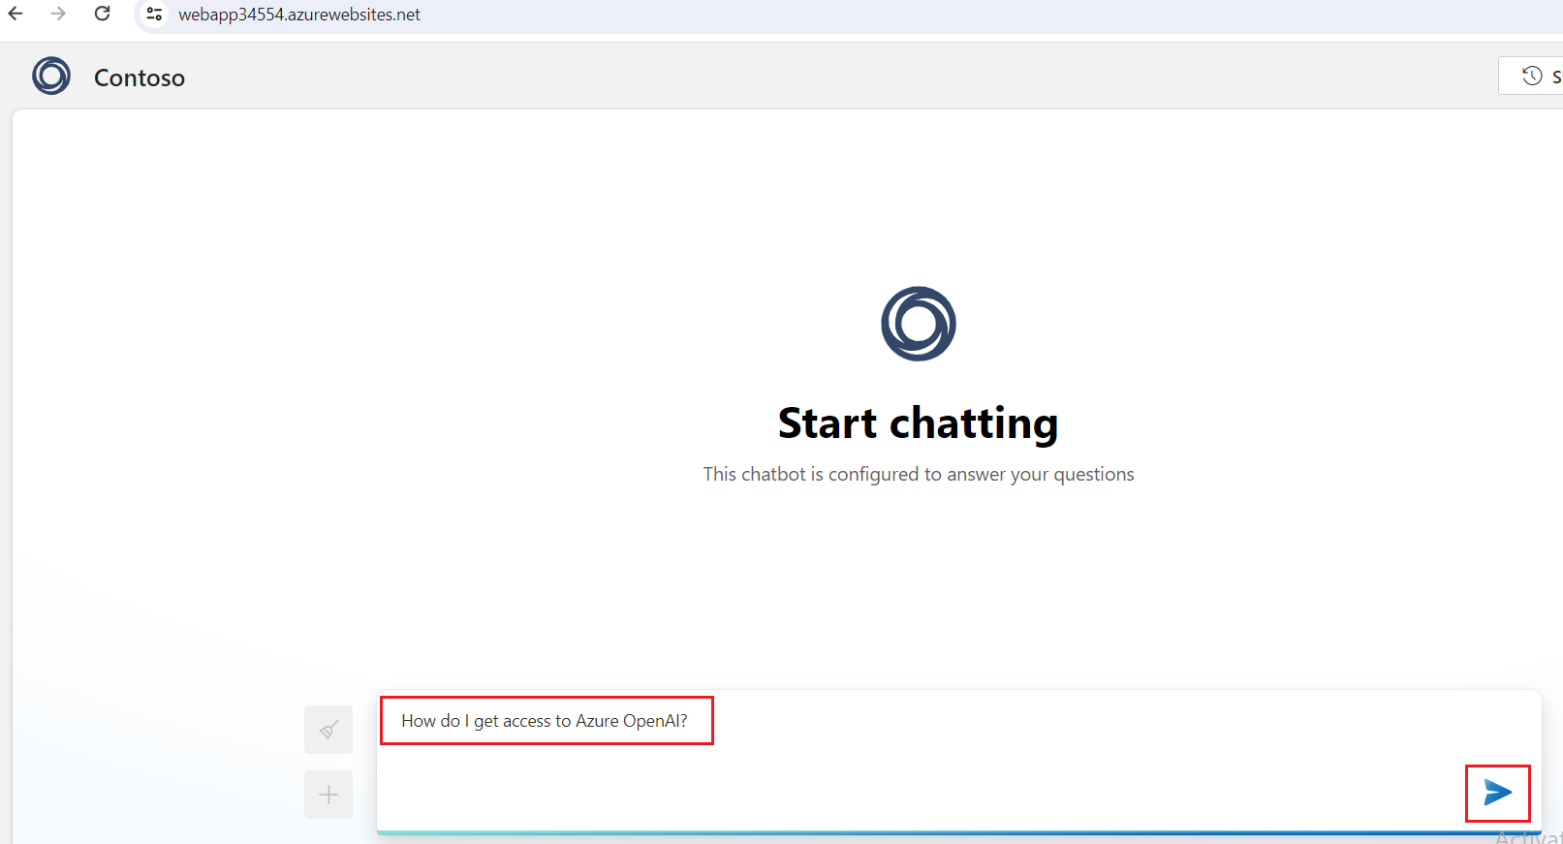 webapp34554.azurewebsites.net
Contoso
Start chatting
This chatbot is configured to answer your questions
How do I get access to Azure OpenAI?